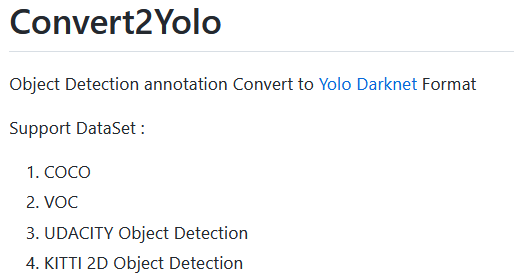 Convert2Yolo
Object Detection annotation Convert to Yolo Darknet Format
Support DataSet :
1. COCO
2. VOC
3. UDACITY Object Detection
4. KITTI 2D Object Detection